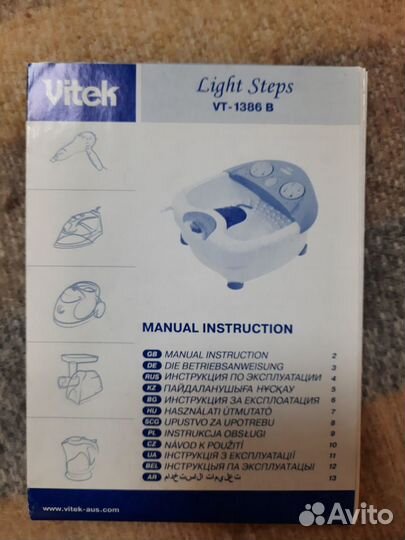 Vitek
Light Steps
VT-1386 B
MANUAL INSTRUCTION
GB MANUAL INSTRUCTION 2
DE DIE BETRIEBSANWEISUNG 3
RUS ИНСТРУКЦИЯ ПО ЭКСПЛУАТАЦИИ 4
KZ ПАЙДАЛАНУШЫҒА НҰСҚАУ 5
BG ИНСТРУКЦИЯ ЗА ЕКСПЛОАТАЦИЯ 6
HU HASZNÁLATI ÚTMUTATÓ 7
SCG UPUSTVO ZA UPOTREBU 8
PL INSTRUKCJA OBSŁUGI 9
CZ NÁVOD K POUŽITÍ 10
UA ІНСТРУКЦІЯ З ЕКСПЛУАТАЦІЇ 11
BEL ІНСТРУКЦЫЯ ПА ЭКСПЛУАТАЦЫІ 12
AR 13
www.vitek-aus.com
Avito